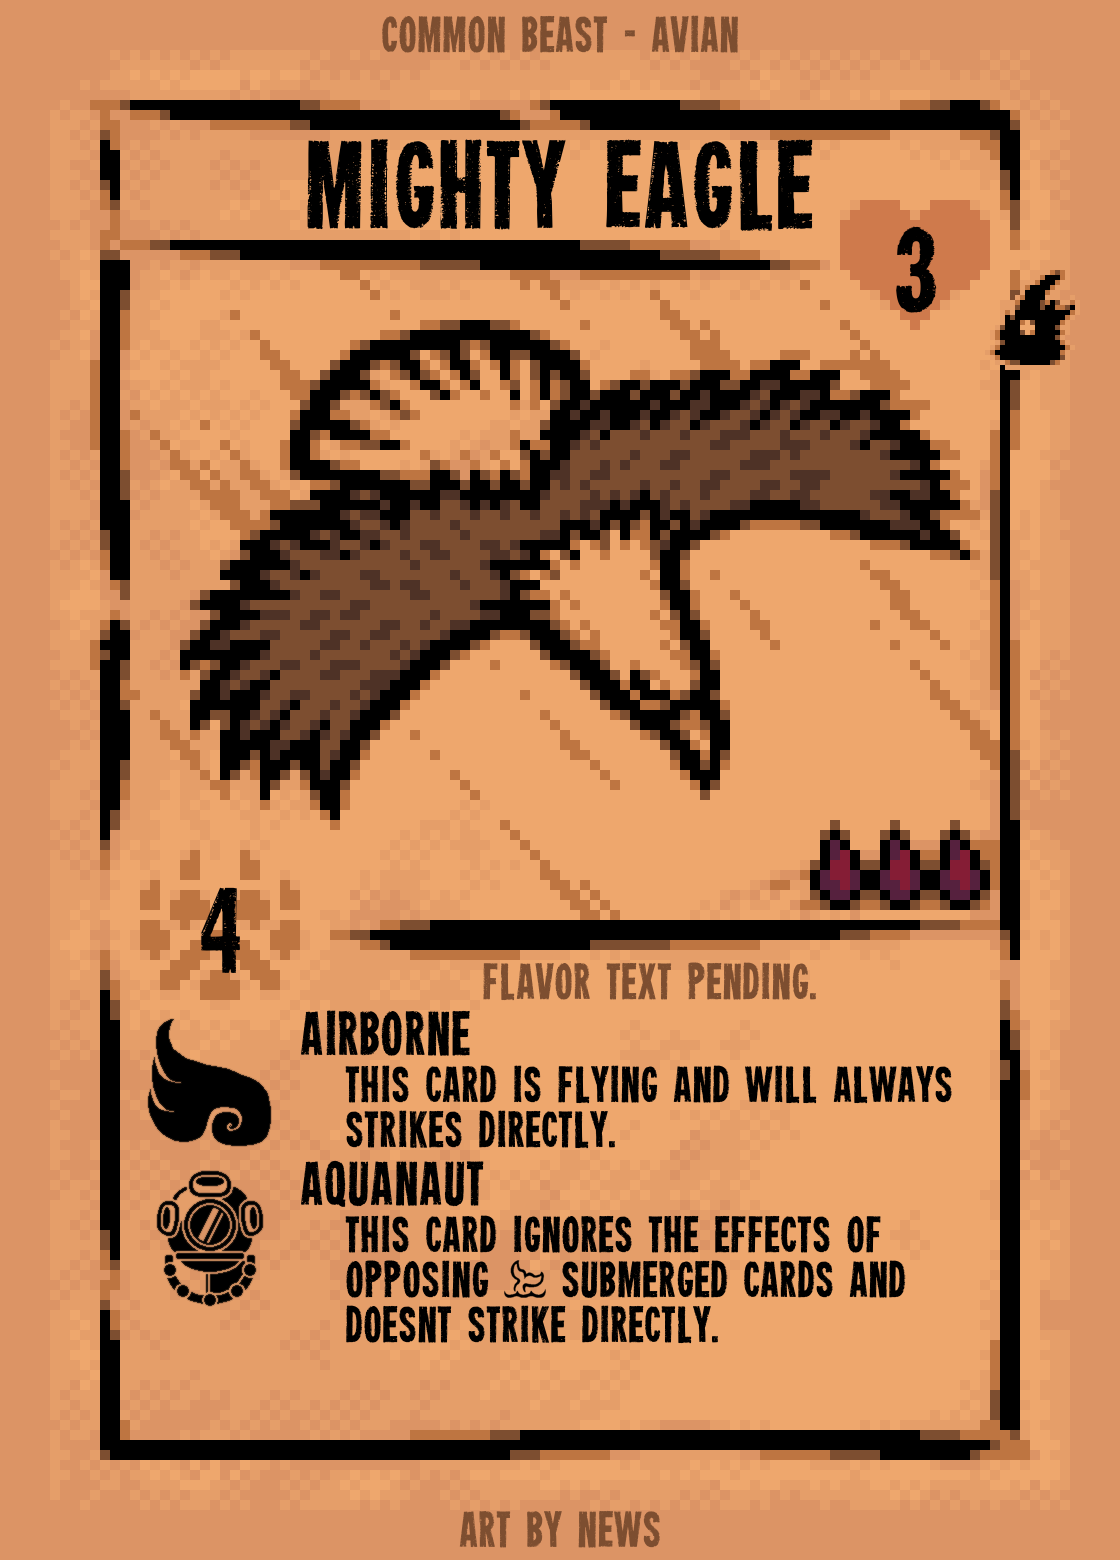 COMMON BEAST - AVIAN
MIGHTY EAGLE
3
4
FLAVOR TEXT PENDING.
AIRBORNE
THIS CARD IS FLYING AND WILL ALWAYS
STRIKES DIRECTLY.
AQUANAUT
THIS CARD IGNORES THE EFFECTS OF
OPPOSING SUBMERGED CARDS AND
DOESNT STRIKE DIRECTLY.
ART BY NEWS